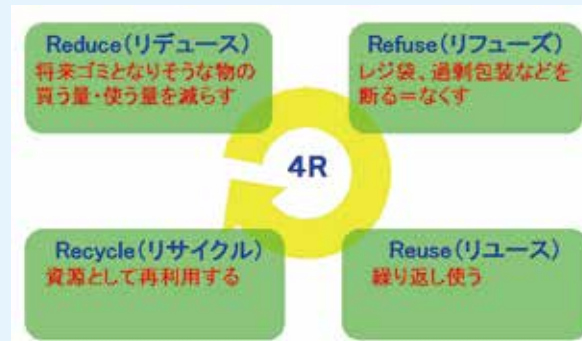 Reduce(リデュース)
将来ゴミとなりそうな物の
買う量・使う量を減らす
Refuse(リフューズ)
レジ袋、過剰包装などを
断る=なくす
4R
Recycle(リサイクル)
資源として再利用する
Reuse(リユース)
繰り返し使う